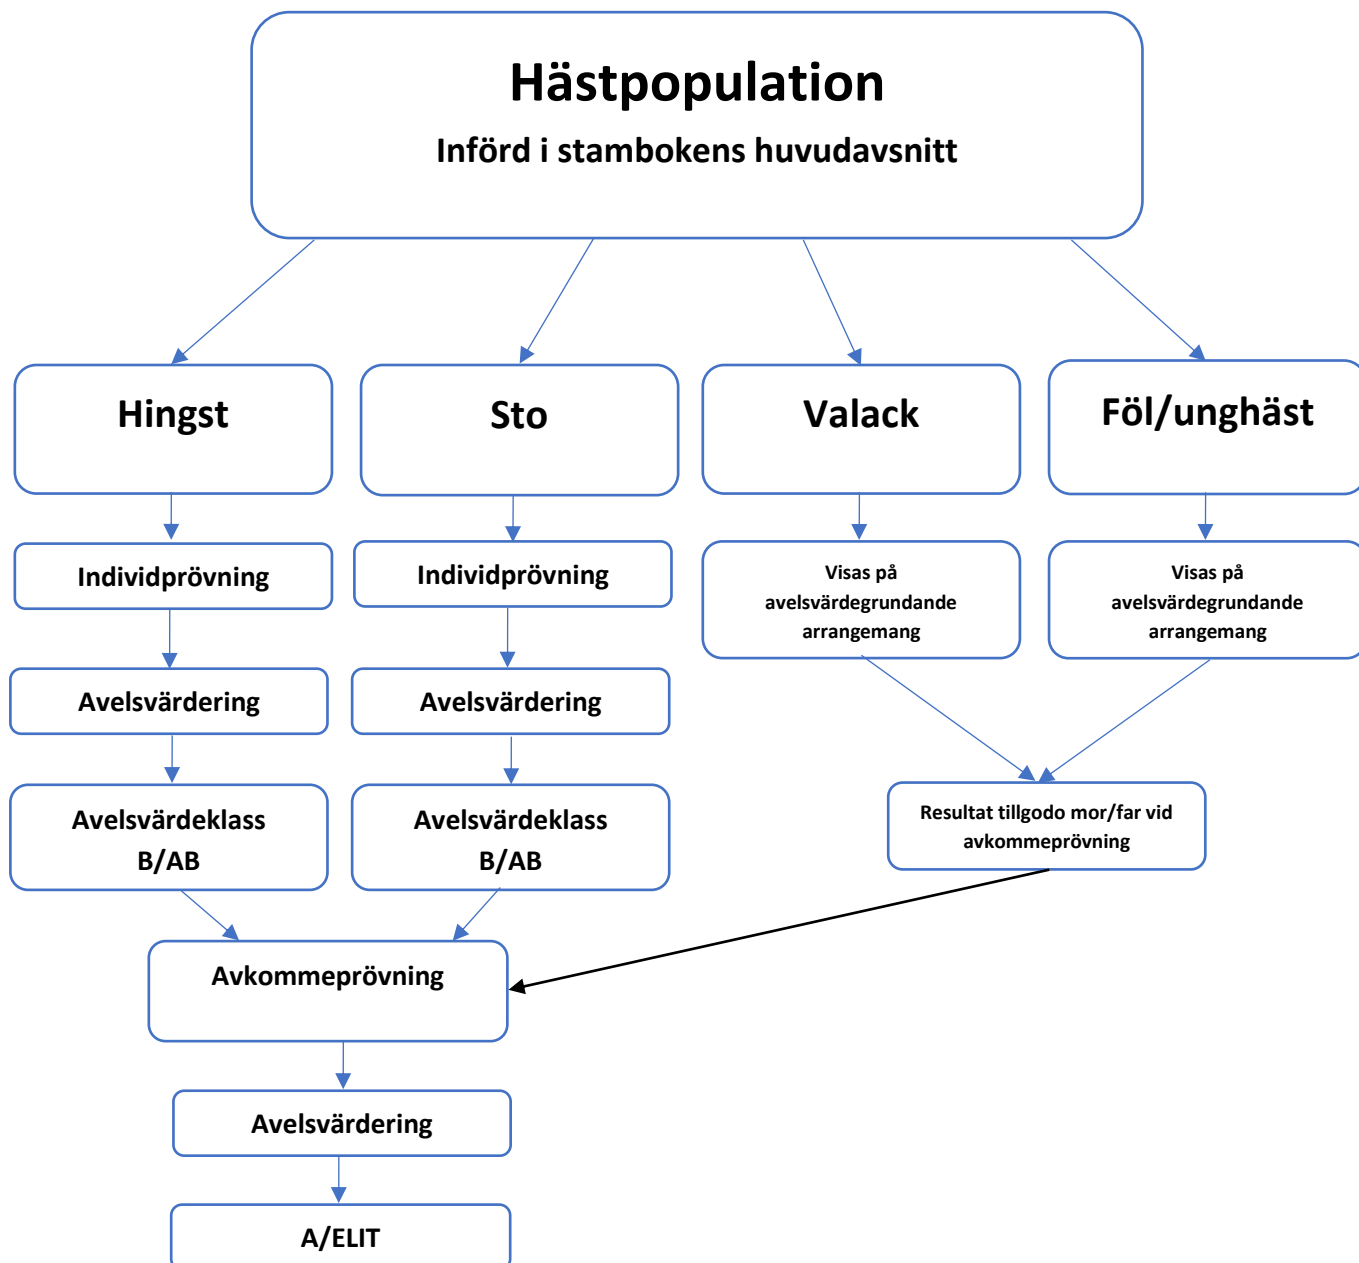 Hästpopulation
Införd i stambokens huvudavsnitt
Hingst
Sto
Valack
Föl/unghäst
Individprövning
Individprövning
Visas på
avelsvärdegrundande
arrangemang
Visas på
avelsvärdegrundande
arrangemang
Avelsvärdering
Avelsvärdering
Avelsvärdeklass
B/AB
Avelsvärdeklass
B/AB
Resultat tillgodo mor/far vid
avkommeprövning
Avkommeprövning
Avelsvärdering
A/ELIT